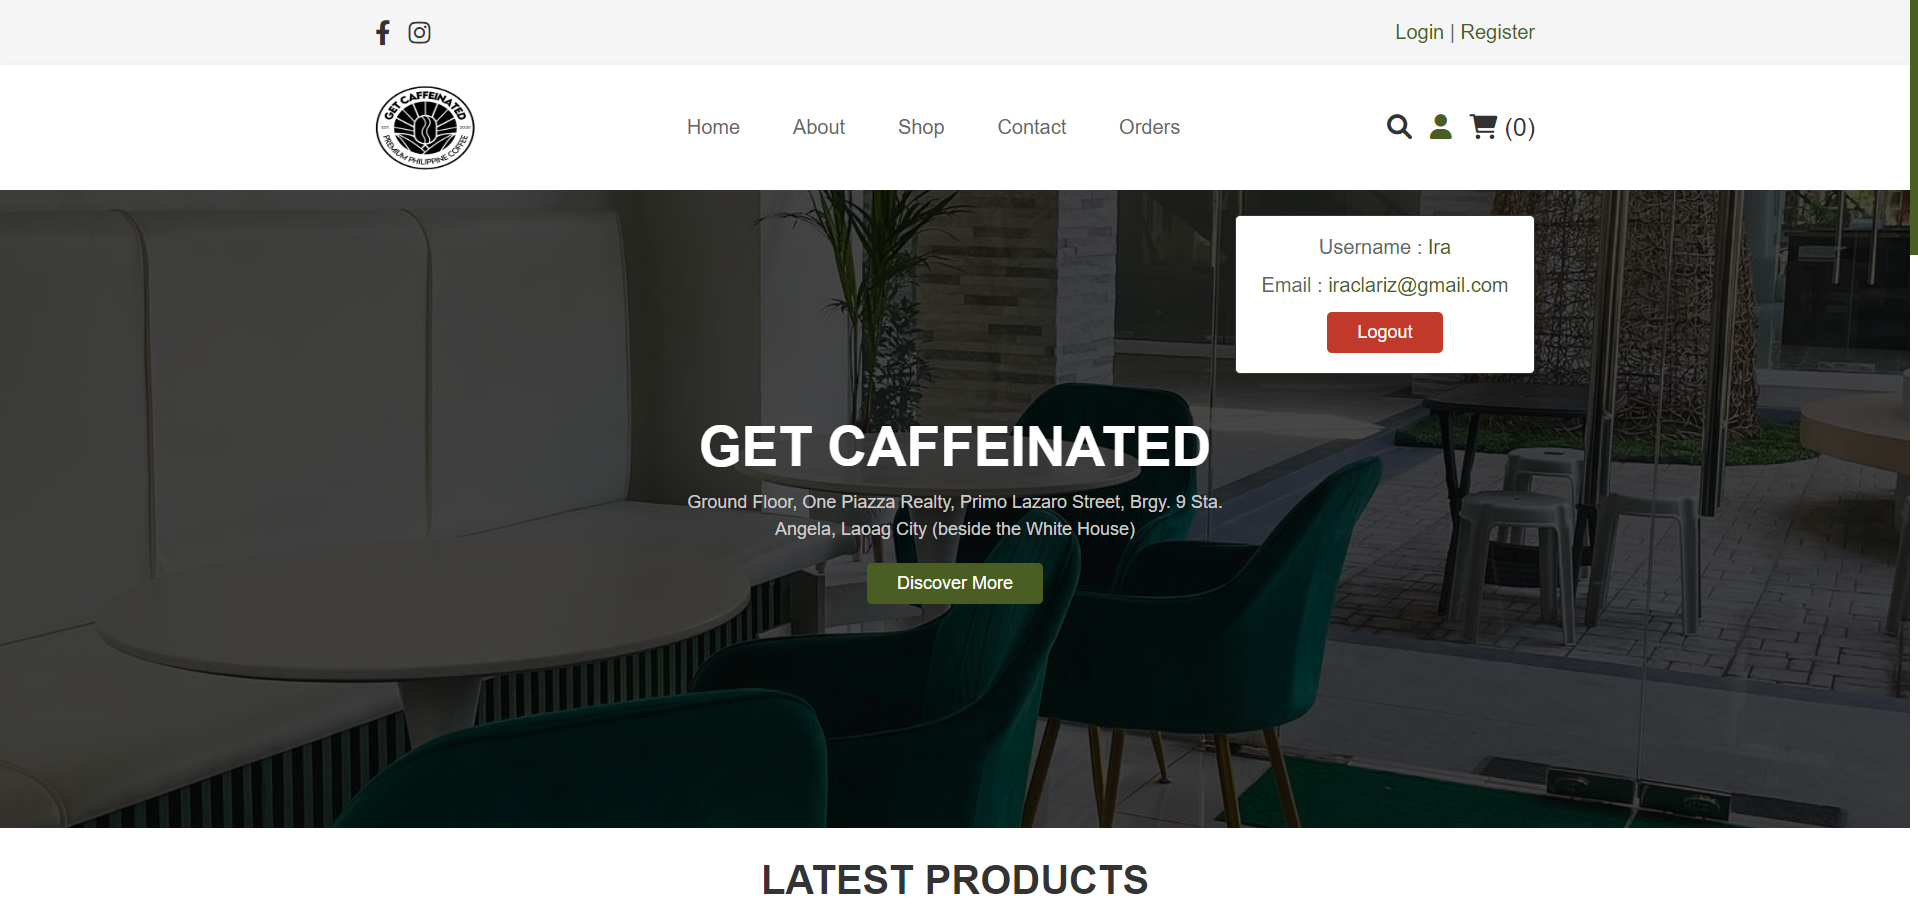 Login | Register
GET CAFFEINATED
EST. 2020
PREMIUM PHILIPPINE COFFEE
Home
About
Shop
Contact
Orders
(0)
Username : Ira
Email : iraclariz@gmail.com
Logout
GET CAFFEINATED
Ground Floor, One Piazza Realty, Primo Lazaro Street, Brgy. 9 Sta.
Angela, Laoag City (beside the White House)
Discover More
LATEST PRODUCTS